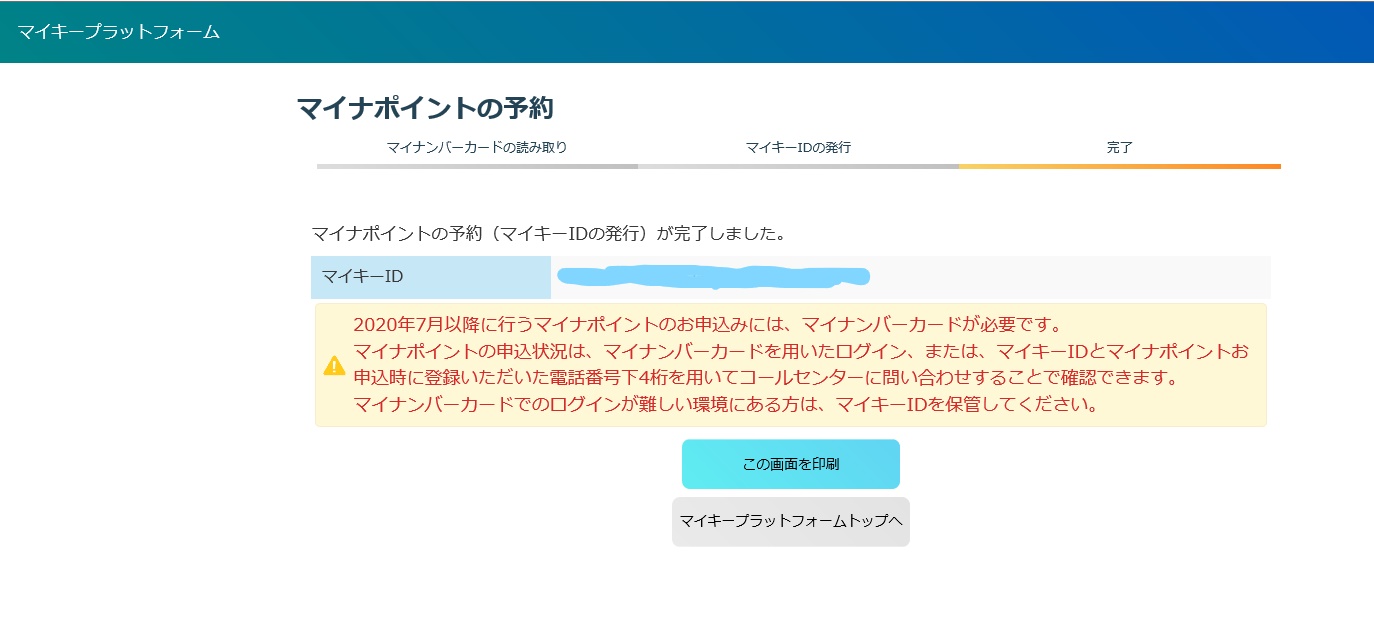 マイキープラットフォーム
マイナポイントの予約
マイナンバーカードの読み取り
マイキーIDの発行
完了
マイナポイントの予約（マイキーIDの発行）が完了しました。
マイキーID
2020年7月以降に行うマイナポイントのお申込みには、マイナンバーカードが必要です。
マイナポイントの申込状況は、マイナンバーカードを用いたログイン、または、マイキーIDとマイナポイントお
申込時に登録いただいた電話番号下4桁を用いてコールセンターに問い合わせすることで確認できます。
マイナンバーカードでのログインが難しい環境にある方は、マイキーIDを保管してください。
この画面を印刷
マイキープラットフォームトップへ